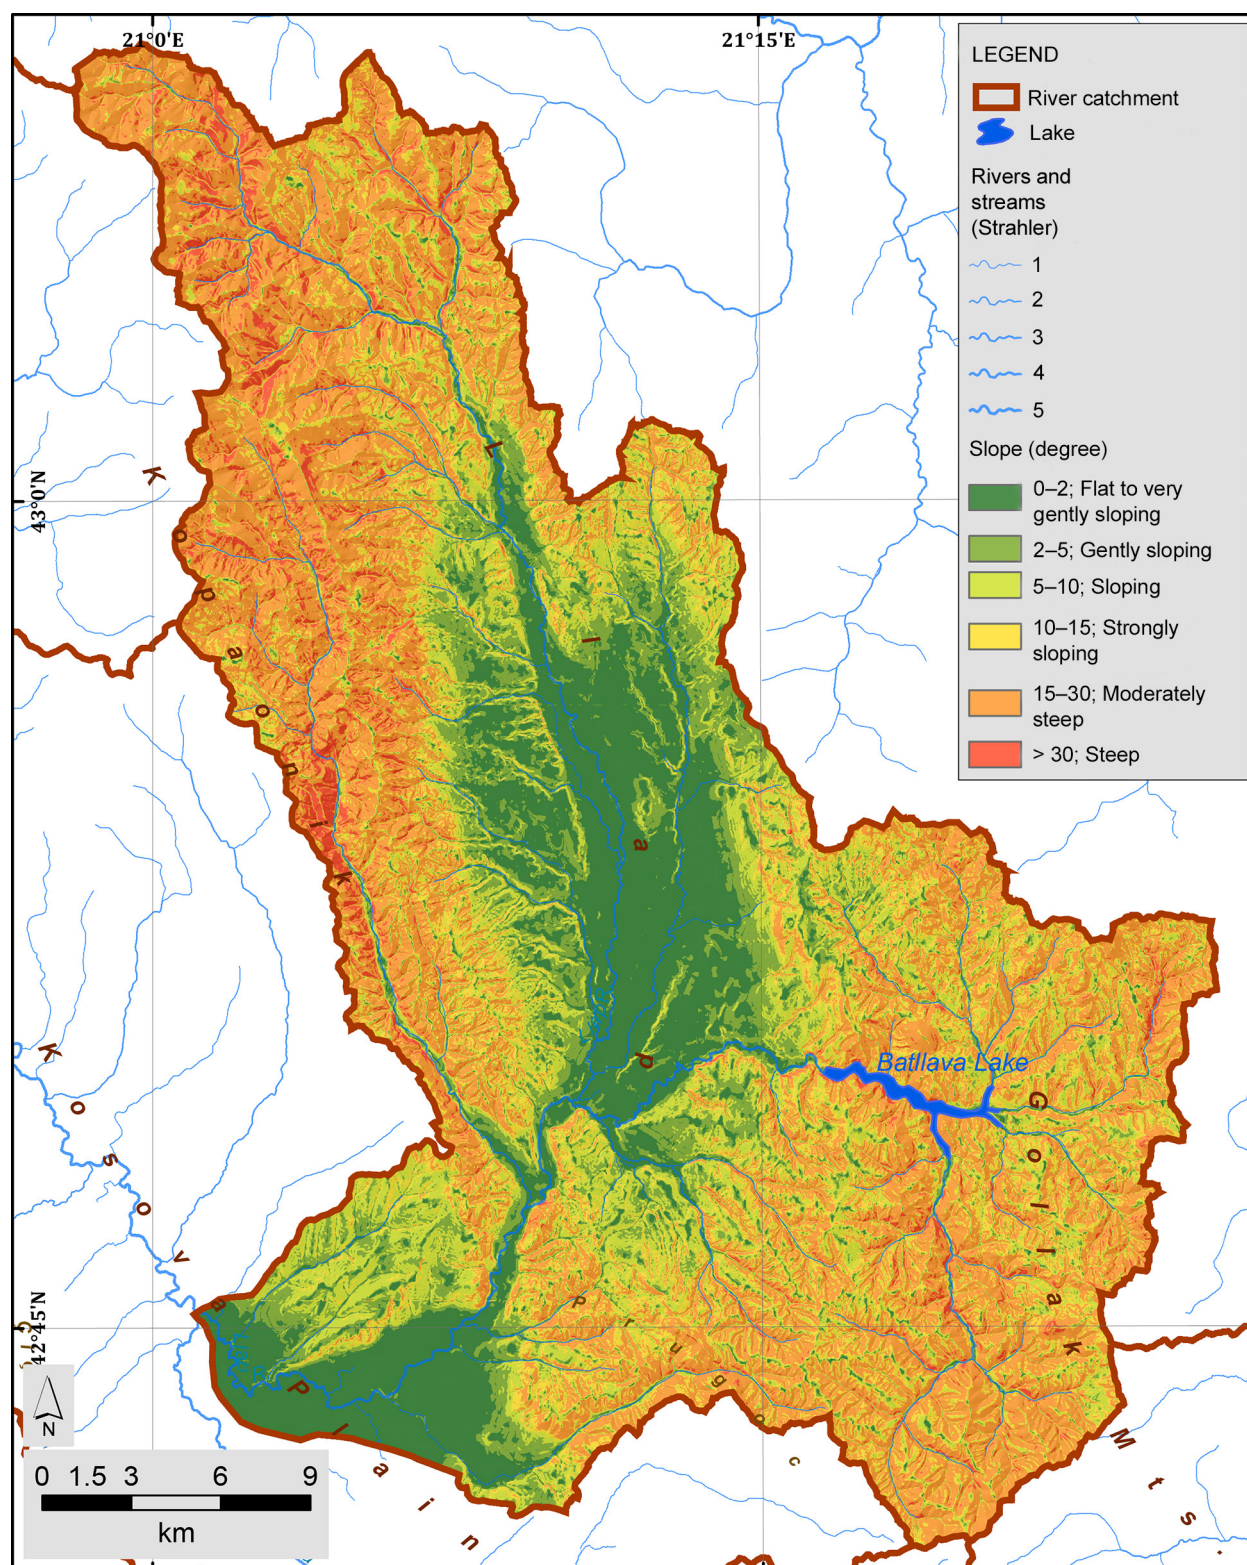 21°0'E
21°15'E
LEGEND
River catchment
Lake
Rivers and
streams
(Strahler)
1
2
3
4
5
Slope (degree)
0–2; Flat to very
gently sloping
2–5; Gently sloping
5–10; Sloping
10–15; Strongly
sloping
15–30; Moderately
steep
> 30; Steep
43°0'N
42°45'N
Kopaonik
Llap
Batllava Lake
Gollak Mts.
Kosova Plain
Prugoc
N
0 1.5 3 6 9
km